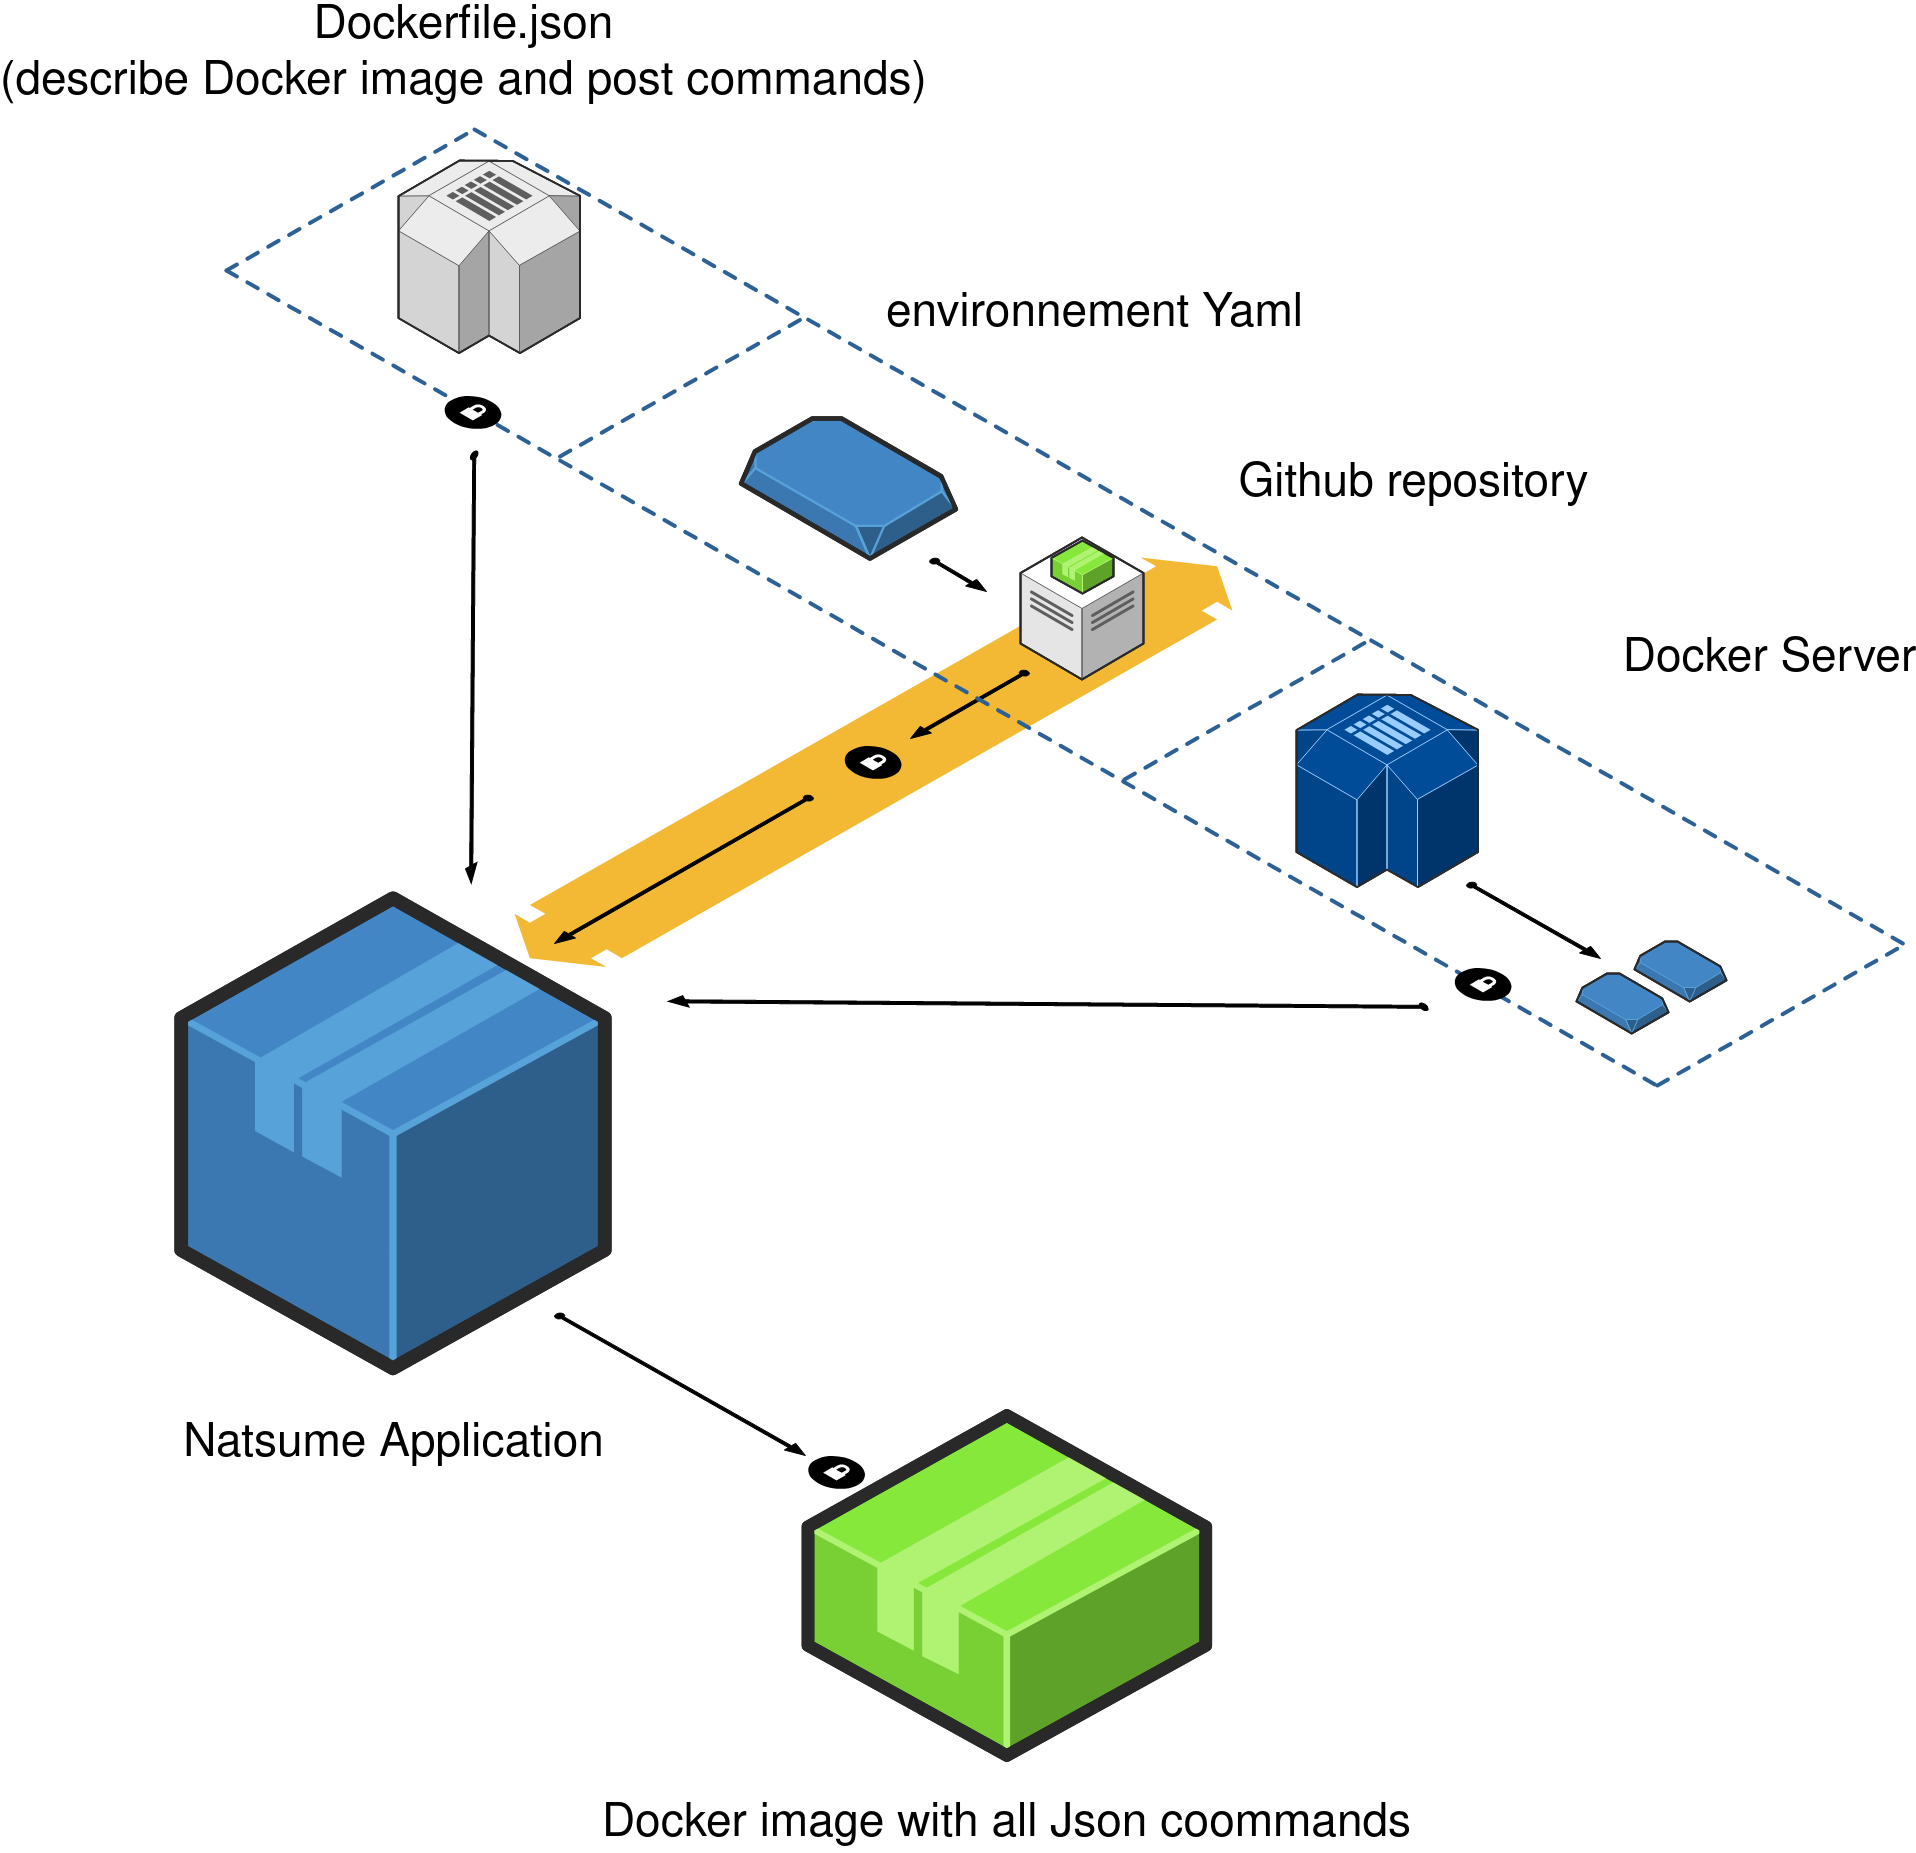 Dockerfile.json
(describe Docker image and post commands)
environnement Yaml
Github repository
Docker Server
Natsume Application
Docker image with all Json coommands